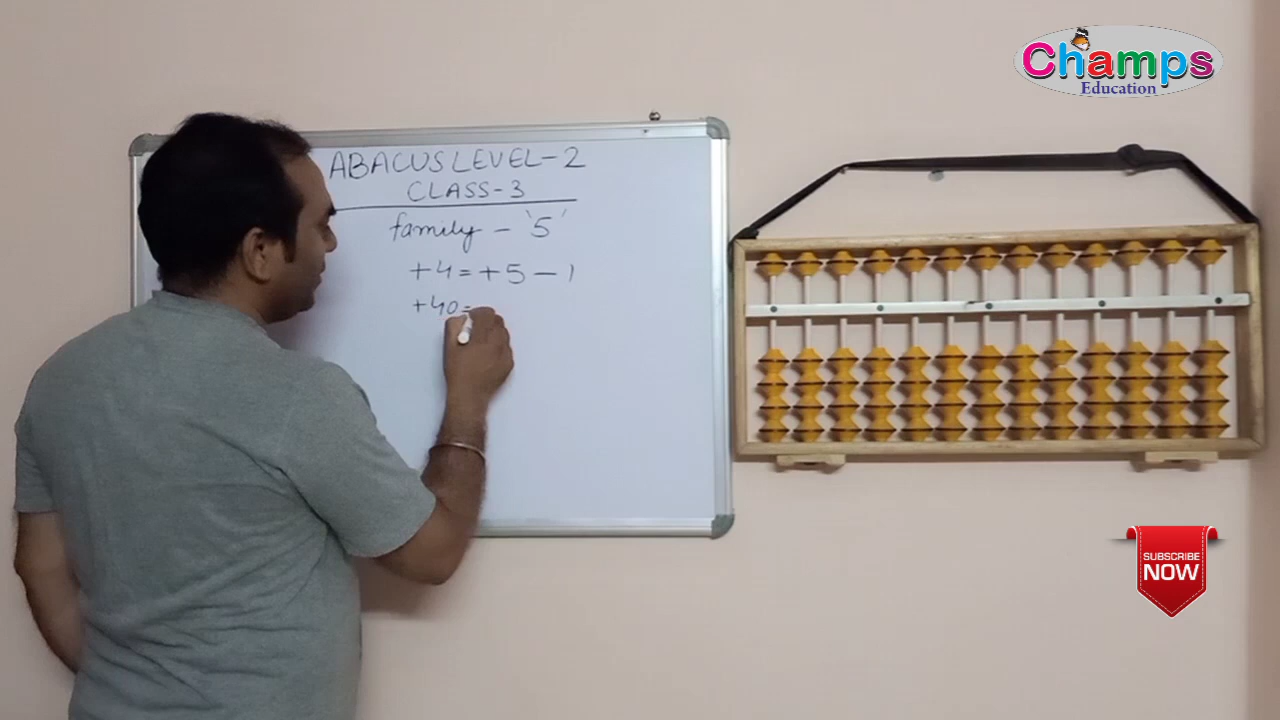 Champs
Education
ABACUS LEVEL-2
CLASS-3
family - '5'
+4 = +5 - 1
+40 =
SUBSCRIBE
NOW